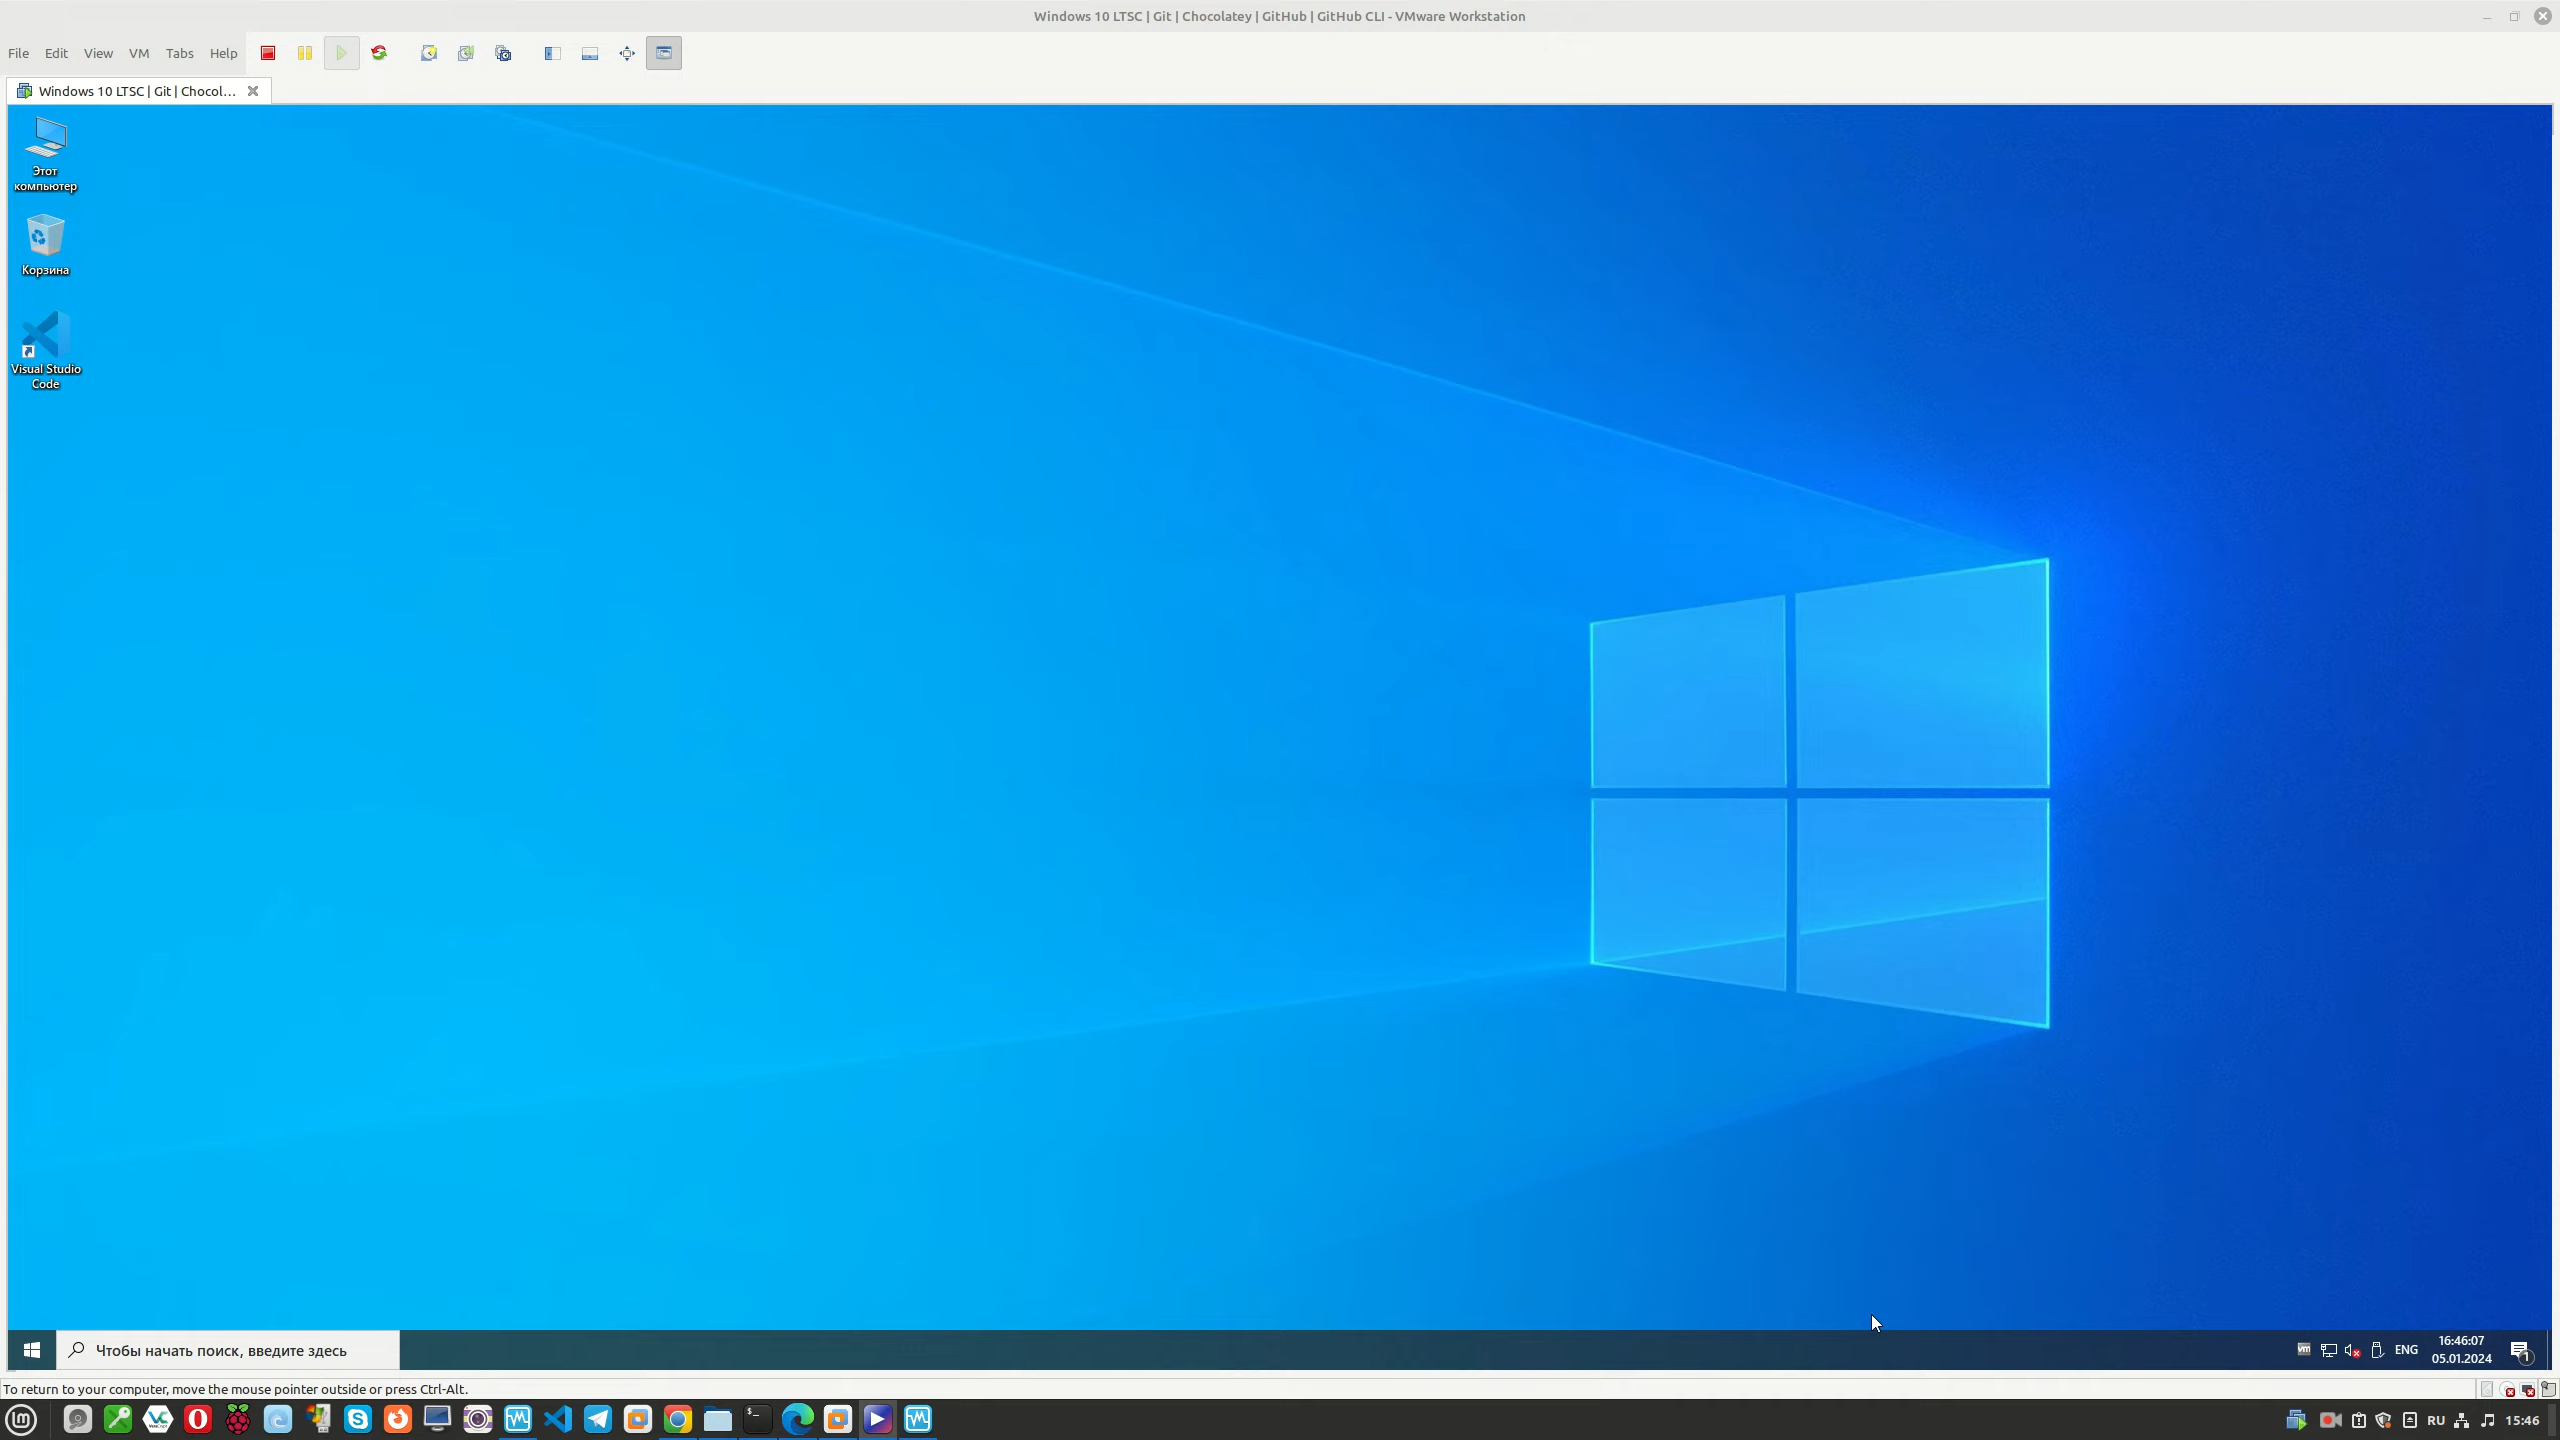 Windows 10 LTSC | Git | Chocolatey | GitHub | GitHub CLI - VMware Workstation
File Edit View VM Tabs Help
Windows 10 LTSC | Git | Chocol...
Этот
компьютер
Корзина
Visual Studio
Code
Чтобы начать поиск, введите здесь
vm
ENG
16:46:07
05.01.2024
1
To return to your computer, move the mouse pointer outside or press Ctrl-Alt.
RU
15:46